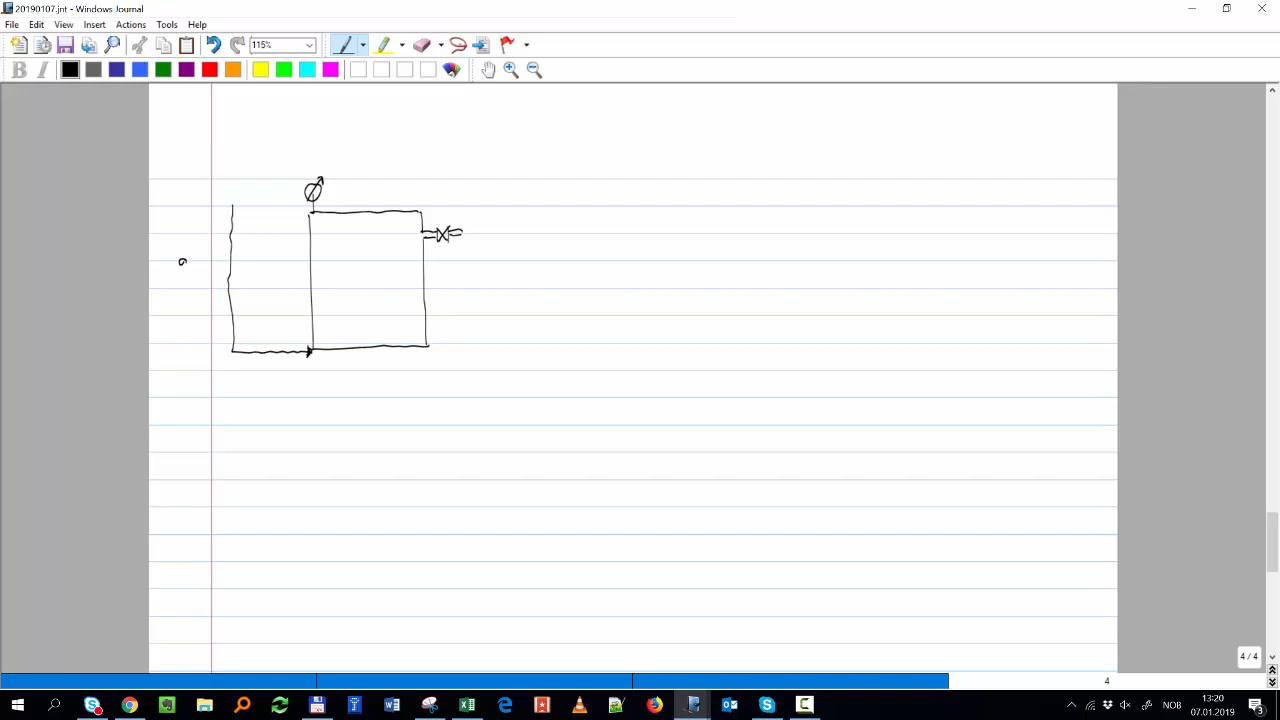 20190107.jnt - Windows Journal
File Edit View Insert Actions Tools Help
115%
B I
4 / 4
4
13:20
NOB
07.01.2019
3